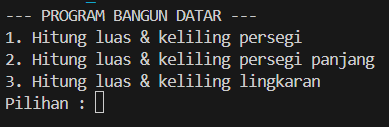 --- PROGRAM BANGUN DATAR ---
1. Hitung luas & keliling persegi
2. Hitung luas & keliling persegi panjang
3. Hitung luas & keliling lingkaran
Pilihan :